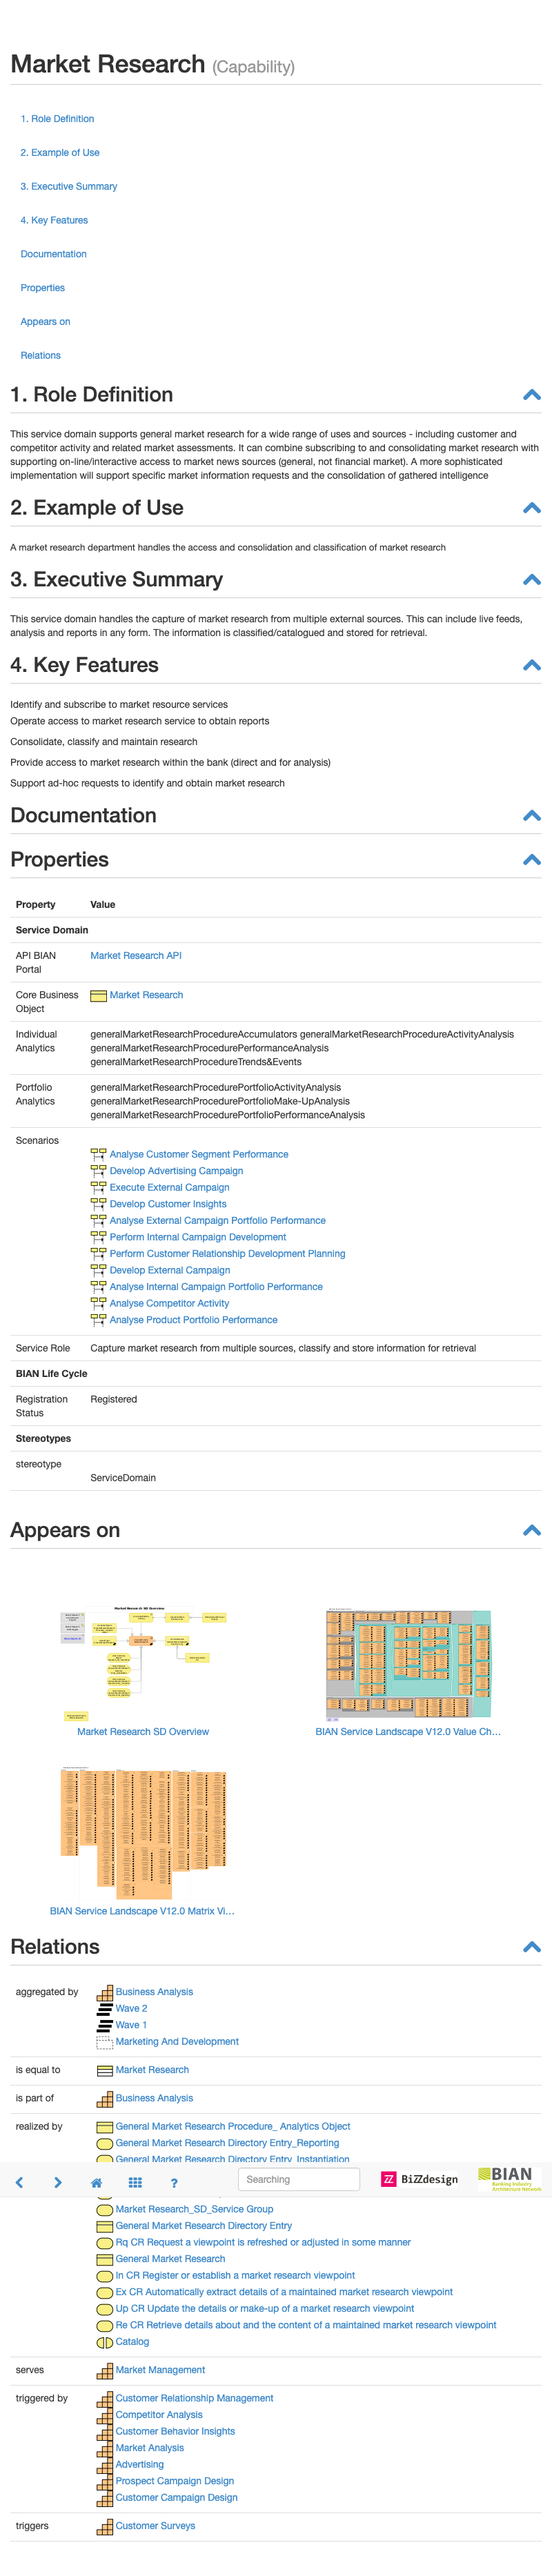 Market Research (Capability)
1. Role Definition
2. Example of Use
3. Executive Summary
4. Key Features
Documentation
Properties
Appears on
Relations
1. Role Definition
This service domain supports general market research for a wide range of uses and sources - including customer and
competitor activity and related market assessments. It can combine subscribing to and consolidating market research with
supporting on-line/interactive access to market news sources (general, not financial market). A more sophisticated
implementation will support specific market information requests and the consolidation of gathered intelligence
2. Example of Use
A market research department handles the access and consolidation and classification of market research
3. Executive Summary
This service domain handles the capture of market research from multiple external sources. This can include live feeds,
analysis and reports in any form. The information is classified/catalogued and stored for retrieval.
4. Key Features
Identify and subscribe to market resource services
Operate access to market research service to obtain reports
Consolidate, classify and maintain research
Provide access to market research within the bank (direct and for analysis)
Support ad-hoc requests to identify and obtain market research
Documentation
Properties
Property Value
Service Domain
API BIAN Market Research API
Portal
Core Business Market Research
Object
Individual generalMarketResearchProcedureAccumulators generalMarketResearchProcedureActivityAnalysis
Analytics generalMarketResearchProcedurePerformanceAnalysis
generalMarketResearchProcedureTrends&Events
Portfolio generalMarketResearchProcedurePortfolioActivityAnalysis
Analytics generalMarketResearchProcedurePortfolioMake-UpAnalysis
generalMarketResearchProcedurePortfolioPerformanceAnalysis
Scenarios
Analyse Customer Segment Performance
Develop Advertising Campaign
Execute External Campaign
Develop Customer Insights
Analyse External Campaign Portfolio Performance
Perform Internal Campaign Development
Perform Customer Relationship Development Planning
Develop External Campaign
Analyse Internal Campaign Portfolio Performance
Analyse Competitor Activity
Analyse Product Portfolio Performance
Service Role Capture market research from multiple sources, classify and store information for retrieval
BIAN Life Cycle
Registration Registered
Status
Stereotypes
stereotype
ServiceDomain
Appears on
Market Research SD Overview
Market Research SD Overview
BIAN Service Landscape V12.0 Value Ch...
BIAN Service Landscape V12.0 Matrix Vi...
Relations
aggregated by Business Analysis
Wave 2
Wave 1
Marketing And Development
is equal to Market Research
is part of Business Analysis
realized by General Market Research Procedure_ Analytics Object
General Market Research Directory Entry_Reporting
General Market Research Directory Entry_Instantiation
? Searching BiZZdesign BIAN
Banking Industry
Architecture Network
Market Research_SD_Service Group
General Market Research Directory Entry
Rq CR Request a viewpoint is refreshed or adjusted in some manner
General Market Research
In CR Register or establish a market research viewpoint
Ex CR Automatically extract details of a maintained market research viewpoint
Up CR Update the details or make-up of a market research viewpoint
Re CR Retrieve details about and the content of a maintained market research viewpoint
Catalog
serves Market Management
triggered by Customer Relationship Management
Competitor Analysis
Customer Behavior Insights
Market Analysis
Advertising
Prospect Campaign Design
Customer Campaign Design
triggers Customer Surveys